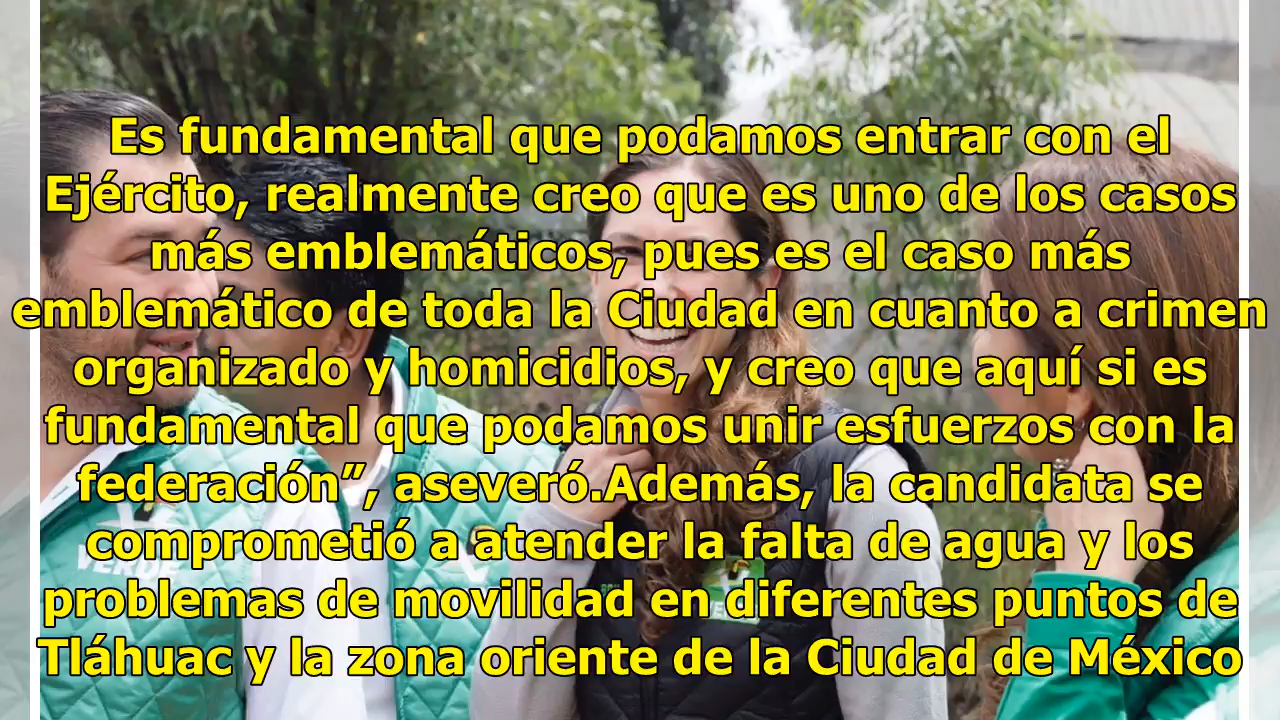 Es fundamental que podamos entrar con el
Ejército, realmente creo que es uno de los casos
más emblemáticos, pues es el caso más
emblemático de toda la Ciudad en cuanto a crimen
organizado y homicidios, y creo que aquí si es
fundamental que podamos unir esfuerzos con la
federación”, aseveró.Además, la candidata se
comprometió a atender la falta de agua y los
problemas de movilidad en diferentes puntos de
Tláhuac y la zona oriente de la Ciudad de México
VERDE